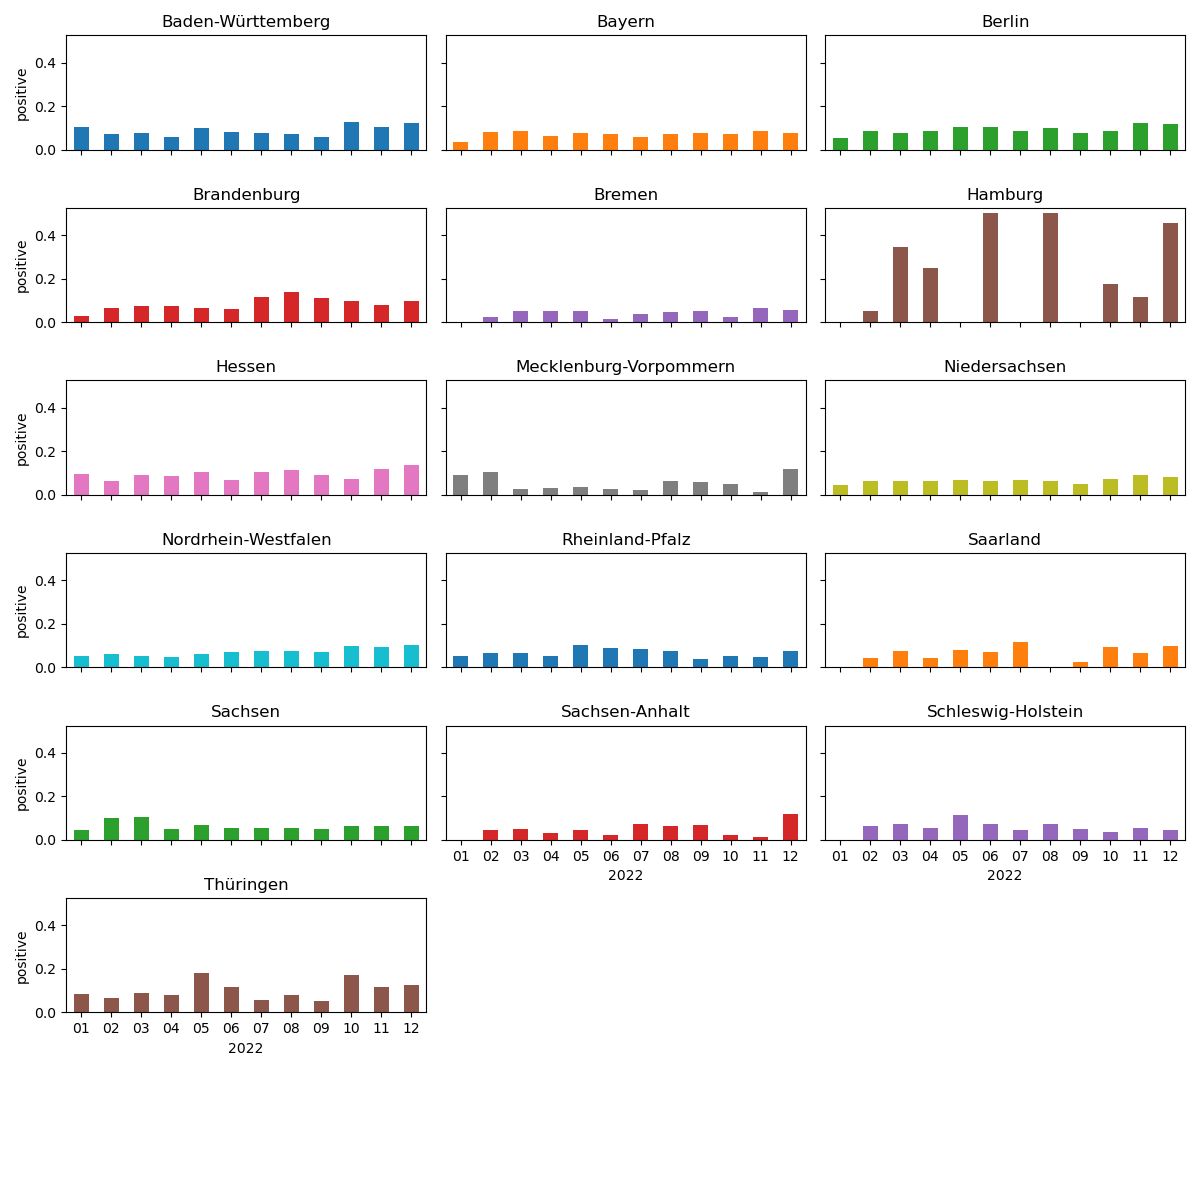 Baden-Württemberg
Bayern
Berlin
positive
0.4
0.2
0.0
Brandenburg
Bremen
Hamburg
positive
0.4
0.2
0.0
Hessen
Mecklenburg-Vorpommern
Niedersachsen
positive
0.4
0.2
0.0
Nordrhein-Westfalen
Rheinland-Pfalz
Saarland
positive
0.4
0.2
0.0
Sachsen
Sachsen-Anhalt
Schleswig-Holstein
positive
0.4
0.2
0.0
01 02 03 04 05 06 07 08 09 10 11 12
2022
01 02 03 04 05 06 07 08 09 10 11 12
2022
Thüringen
positive
0.4
0.2
0.0
01 02 03 04 05 06 07 08 09 10 11 12
2022